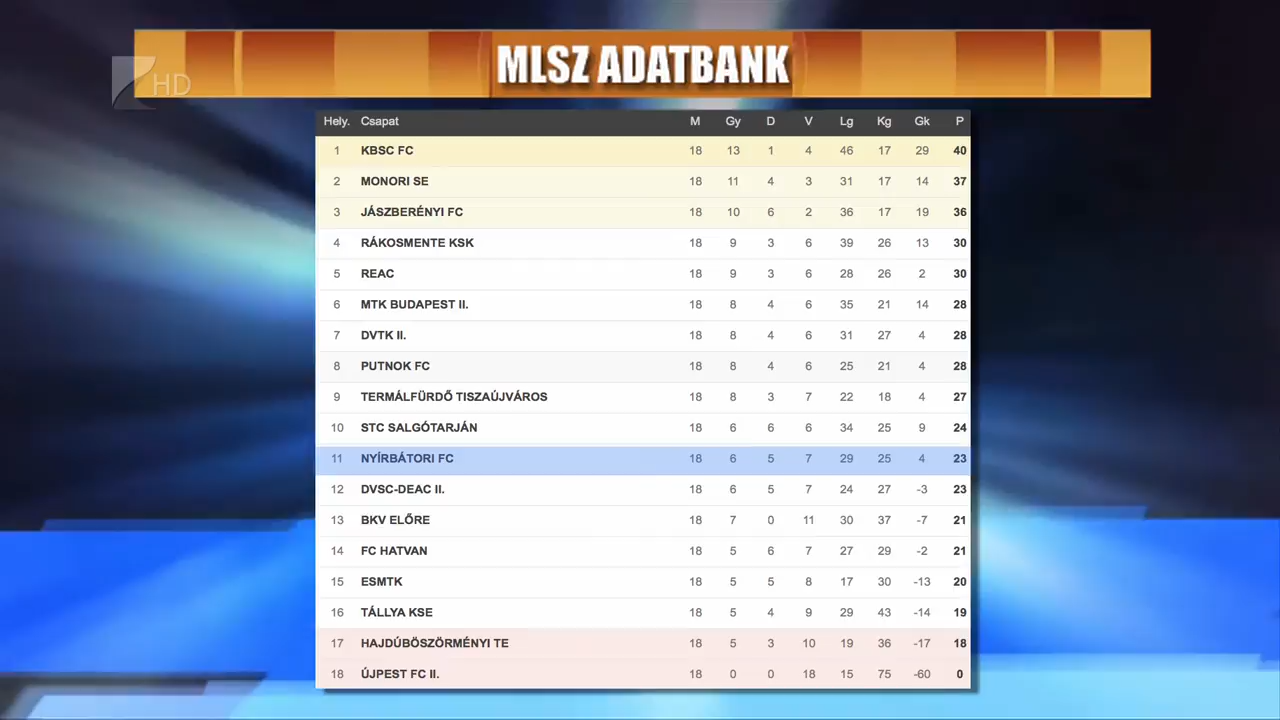 MLSZ ADATBANK
HD
Hely. Csapat M Gy D V Lg Kg Gk P
1 KBSC FC 18 13 1 4 46 17 29 40
2 MONORI SE 18 11 4 3 31 17 14 37
3 JÁSZBERÉNYI FC 18 10 6 2 36 17 19 36
4 RÁKOSMENTE KSK 18 9 3 6 39 26 13 30
5 REAC 18 9 3 6 28 26 2 30
6 MTK BUDAPEST II. 18 8 4 6 35 21 14 28
7 DVTK II. 18 8 4 6 31 27 4 28
8 PUTNOK FC 18 8 4 6 25 21 4 28
9 TERMÁLFÜRDŐ TISZAÚJVÁROS 18 8 3 7 22 18 4 27
10 STC SALGÓTARJÁN 18 6 6 6 34 25 9 24
11 NYÍRBÁTORI FC 18 6 5 7 29 25 4 23
12 DVSC-DEAC II. 18 6 5 7 24 27 -3 23
13 BKV ELŐRE 18 7 0 11 30 37 -7 21
14 FC HATVAN 18 5 6 7 27 29 -2 21
15 ESMTK 18 5 5 8 17 30 -13 20
16 TÁLLYA KSE 18 5 4 9 29 43 -14 19
17 HAJDÚBÖSZÖRMÉNYI TE 18 5 3 10 19 36 -17 18
18 ÚJPEST FC II. 18 0 0 18 15 75 -60 0